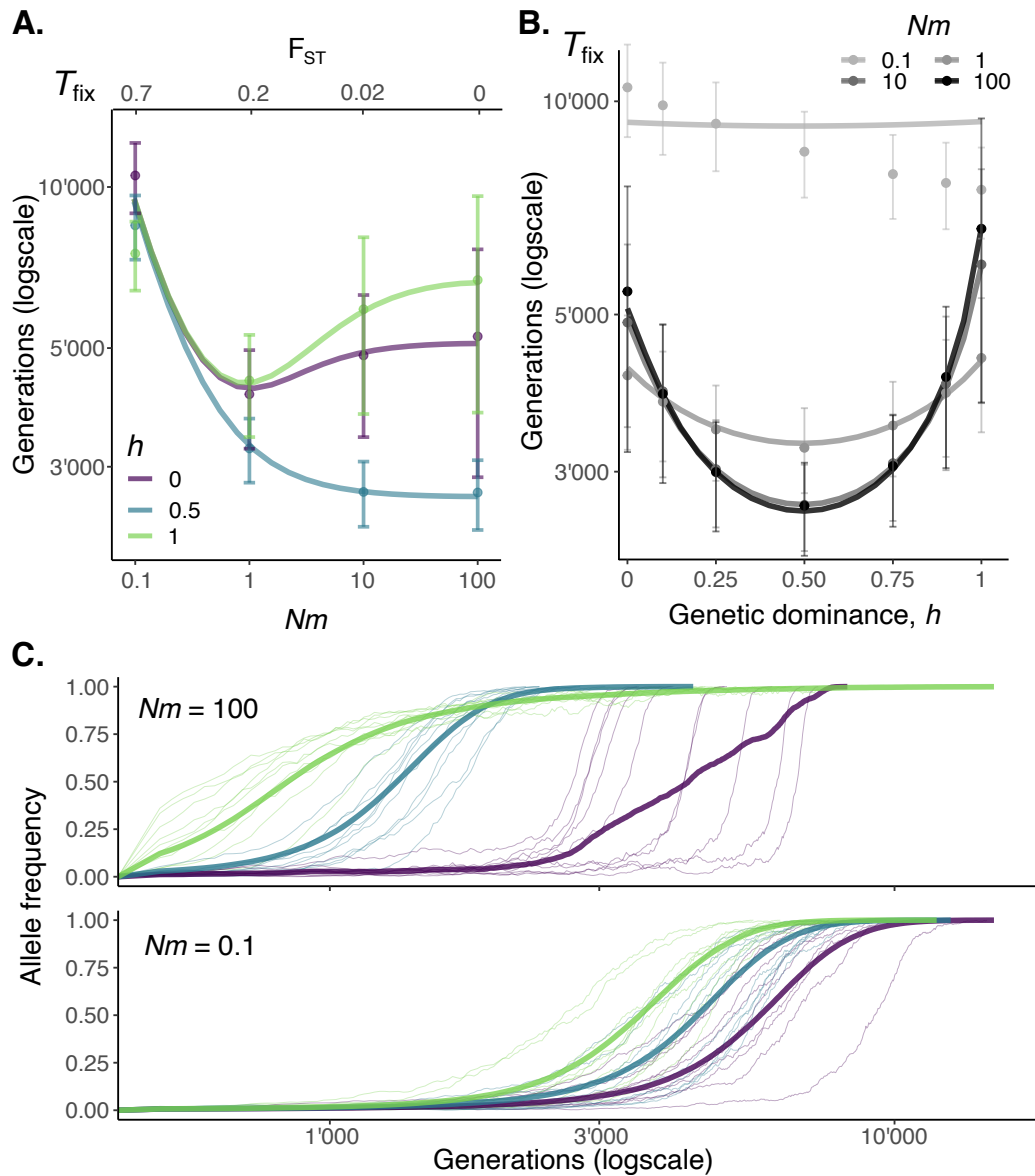 A.
F_ST
T_fix
0.7 0.2 0.02 0
10'000
5'000
3'000
Generations (logscale)
h
0
0.5
1
0.1 1 10 100
Nm
B.
Nm
T_fix
0.1 1
10 100
10'000
5'000
3'000
Generations (logscale)
0 0.25 0.50 0.75 1
Genetic dominance, h
C.
Nm = 100
1.00
0.75
0.50
0.25
0.00
Allele frequency
Nm = 0.1
1.00
0.75
0.50
0.25
0.00
1'000 3'000 10'000
Generations (logscale)